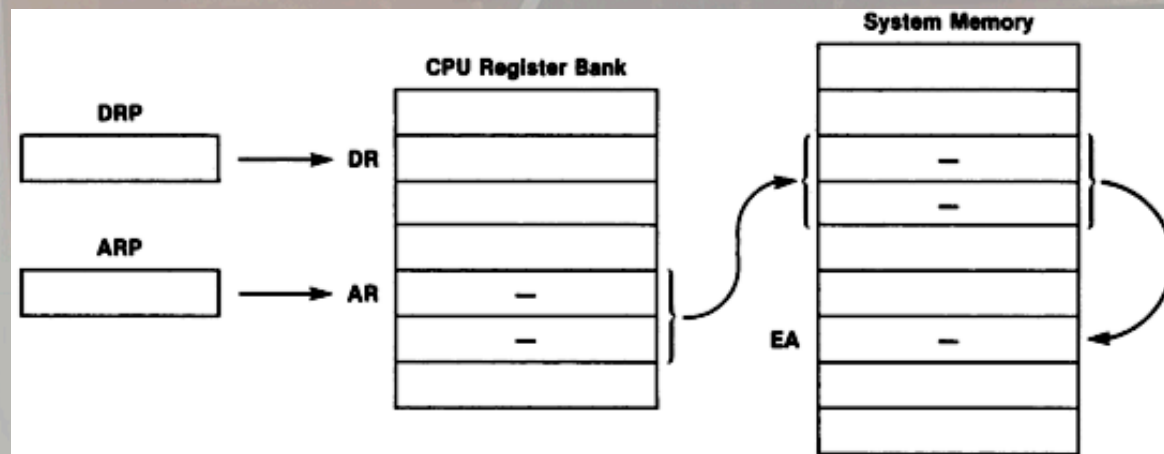 System Memory
CPU Register Bank
DRP
DR
ARP
AR
EA